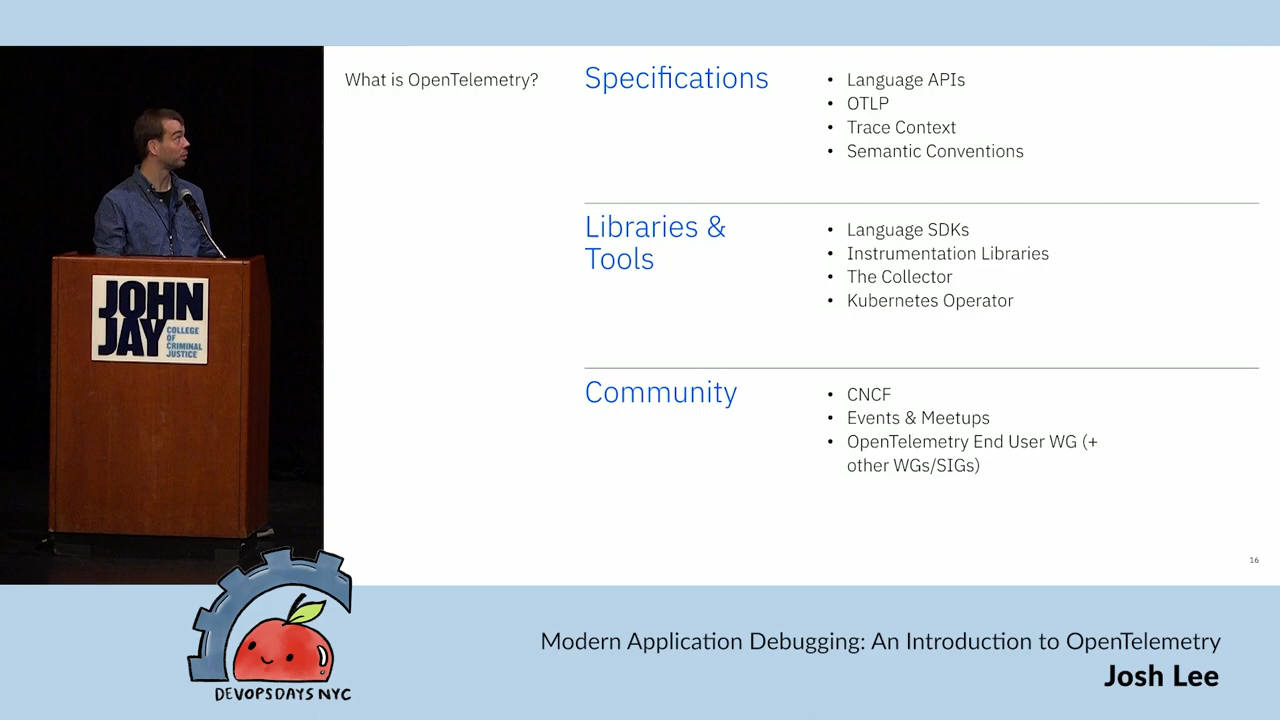 What is OpenTelemetry?
Specifications
• Language APIs
• OTLP
• Trace Context
• Semantic Conventions
Libraries &
Tools
• Language SDKs
• Instrumentation Libraries
• The Collector
• Kubernetes Operator
Community
• CNCF
• Events & Meetups
• OpenTelemetry End User WG (+
other WGs/SIGs)
16
JOHN
JAY
COLLEGE
OF
CRIMINAL
JUSTICE
DEVOPSDAYS NYC
Modern Application Debugging: An Introduction to OpenTelemetry
Josh Lee